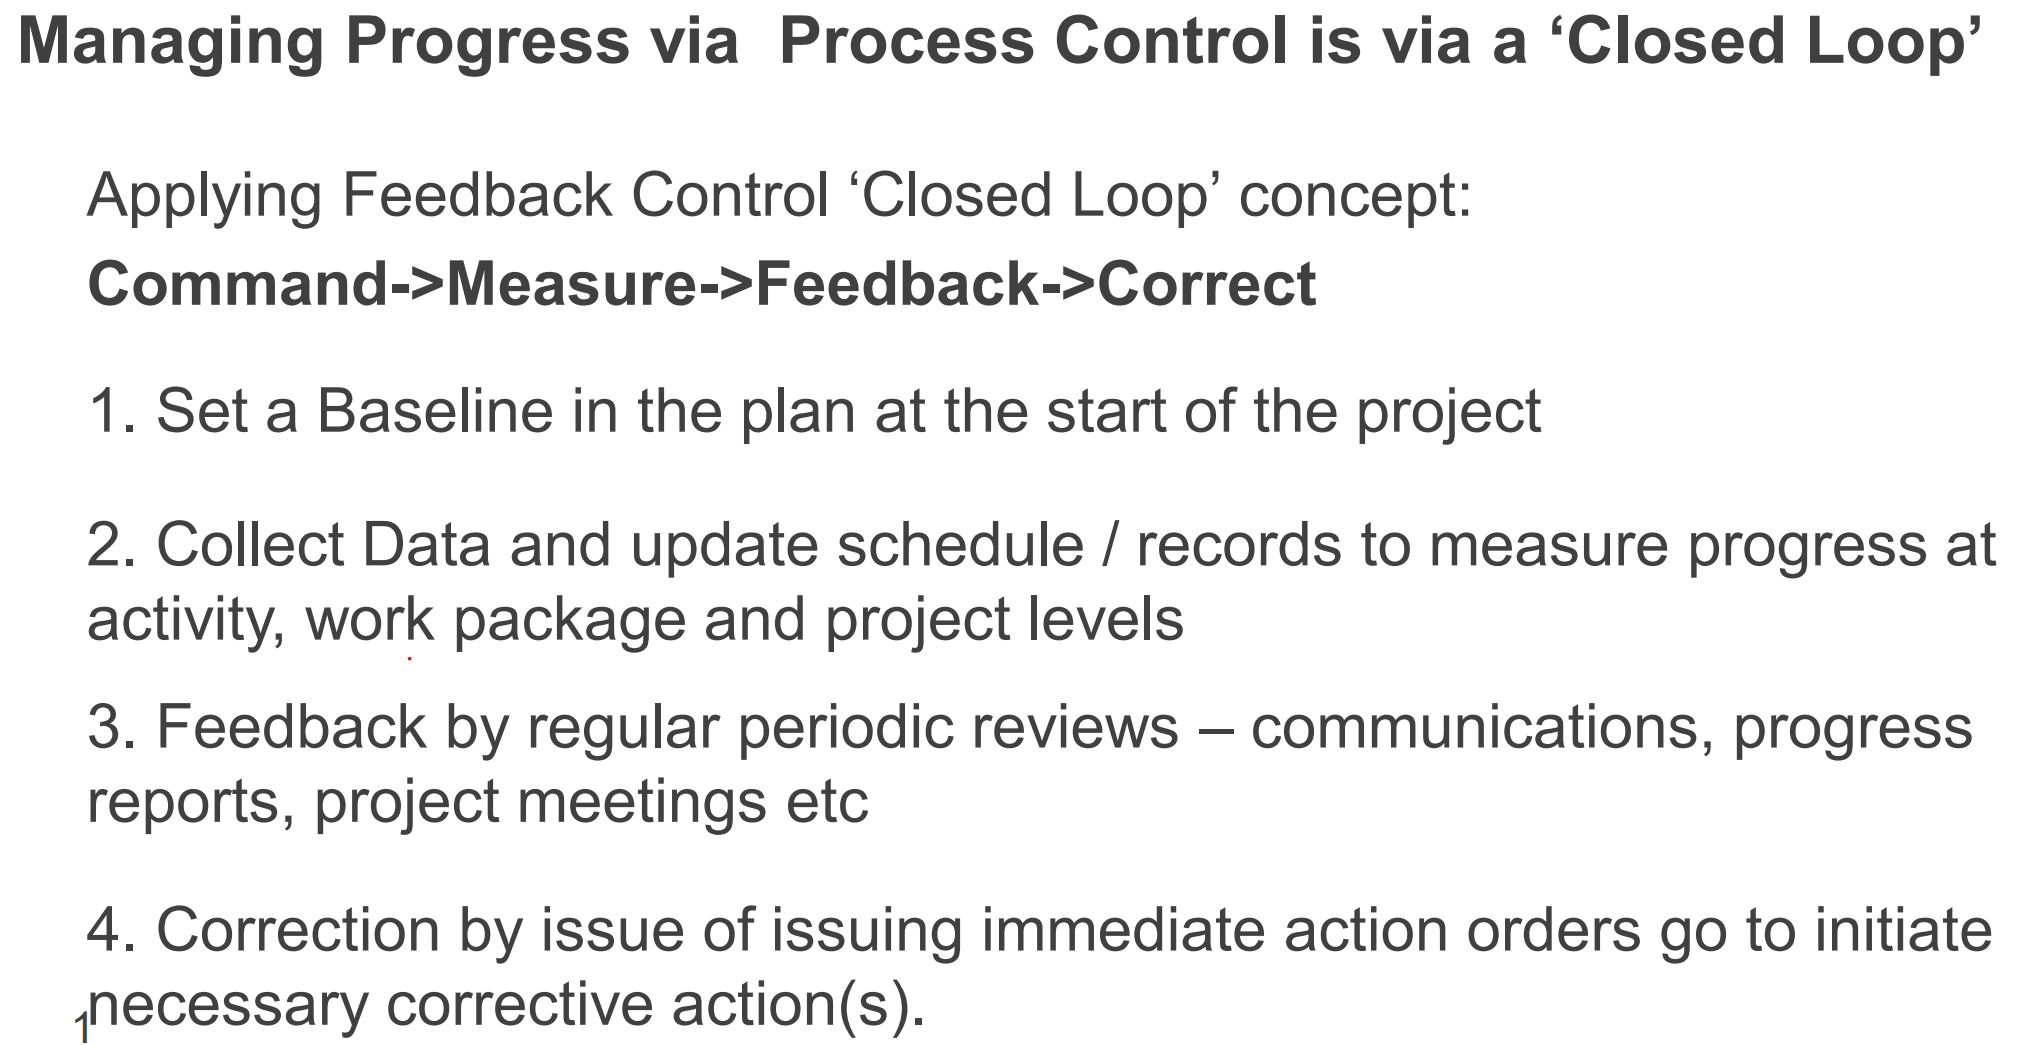 Managing Progress via  Process Control is via a ‘Closed Loop’
Applying Feedback Control ‘Closed Loop’ concept:
Command->Measure->Feedback->Correct
1. Set a Baseline in the plan at the start of the project
2. Collect Data and update schedule / records to measure progress at
activity, work package and project levels
3. Feedback by regular periodic reviews – communications, progress
reports, project meetings etc
4. Correction by issue of issuing immediate action orders go to initiate
necessary corrective action(s).
1